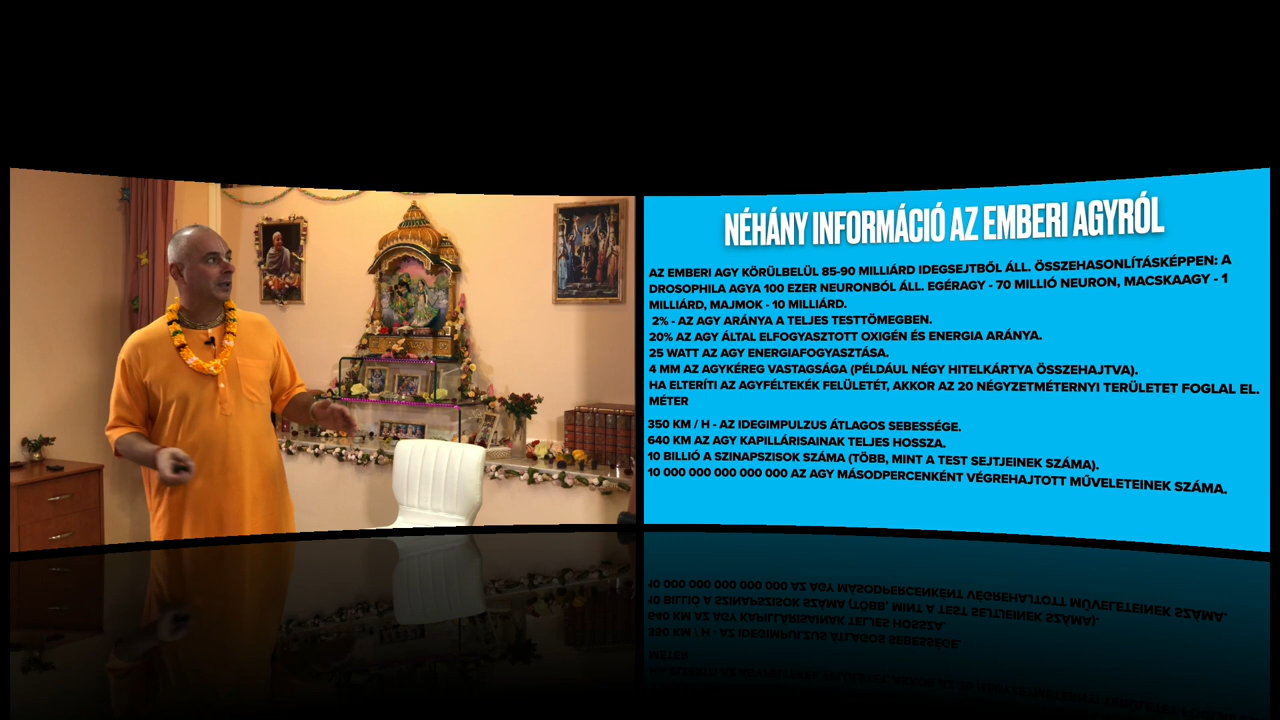 NÉHÁNY INFORMÁCIÓ AZ EMBERI AGYRÓL
AZ EMBERI AGY KÖRÜLBELÜL 85-90 MILLIÁRD IDEGSEJTBŐL ÁLL. ÖSSZEHASONLÍTÁSKÉPPEN: A
DROSOPHILA AGYA 100 EZER NEURONBÓL ÁLL. EGÉRAGY - 70 MILLIÓ NEURON, MACSKAAGY - 1
MILLIÁRD, MAJMOK - 10 MILLIÁRD.
2% - AZ AGY ARÁNYA A TELJES TESTTÖMEGBEN.
20% AZ AGY ÁLTAL ELFOGYASZTOTT OXIGÉN ÉS ENERGIA ARÁNYA.
25 WATT AZ AGY ENERGIAFOGYASZTÁSA.
4 MM AZ AGYKÉREG VASTAGSÁGA (PÉLDÁUL NÉGY HITELKÁRTYA ÖSSZEHAJTVA).
HA ELTERÍTI AZ AGYFÉLTEKÉK FELÜLETÉT, AKKOR AZ 20 NÉGYZETMÉTERNYI TERÜLETET FOGLAL EL.
MÉTER
350 KM / H - AZ IDEGIMPULZUS ÁTLAGOS SEBESSÉGE.
640 KM AZ AGY KAPILLÁRISAINAK TELJES HOSSZA.
10 BILLIÓ A SZINAPSZISOK SZÁMA (TÖBB, MINT A TEST SEJTJEINEK SZÁMA).
10 000 000 000 000 000 AZ AGY MÁSODPERCENKÉNT VÉGREHAJTOTT MŰVELETEINEK SZÁMA.